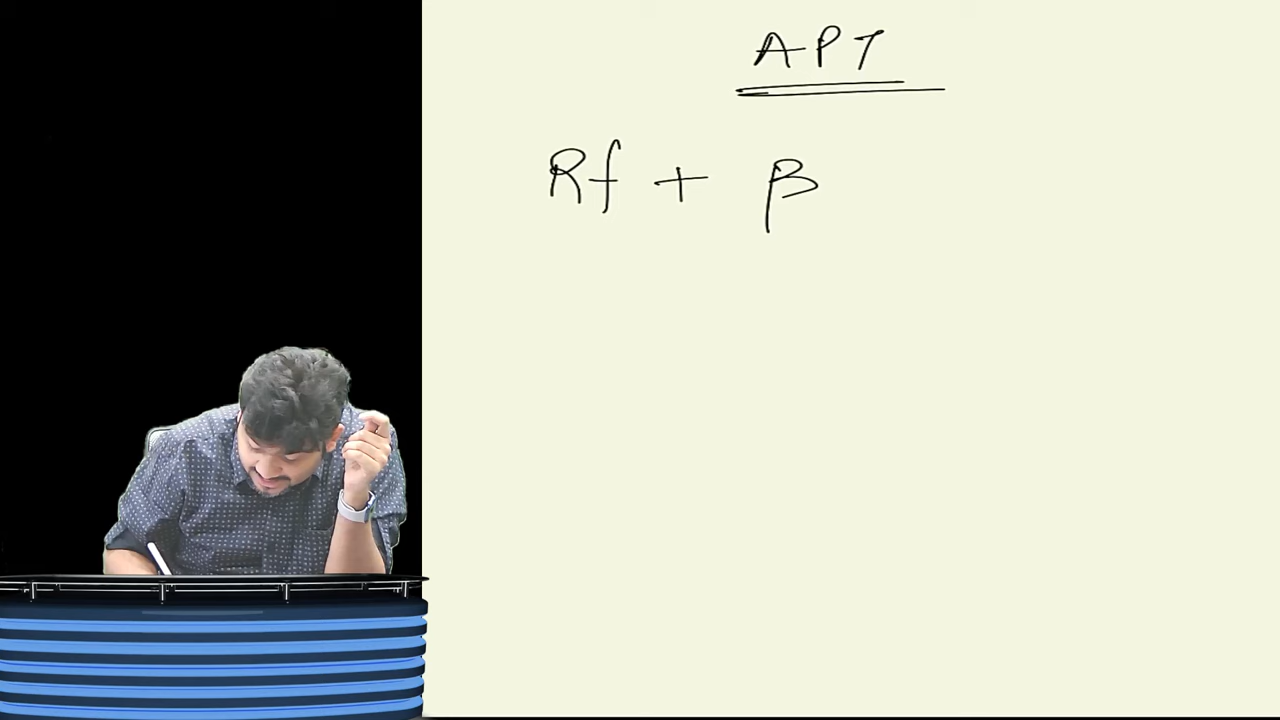 APT
Rf + β